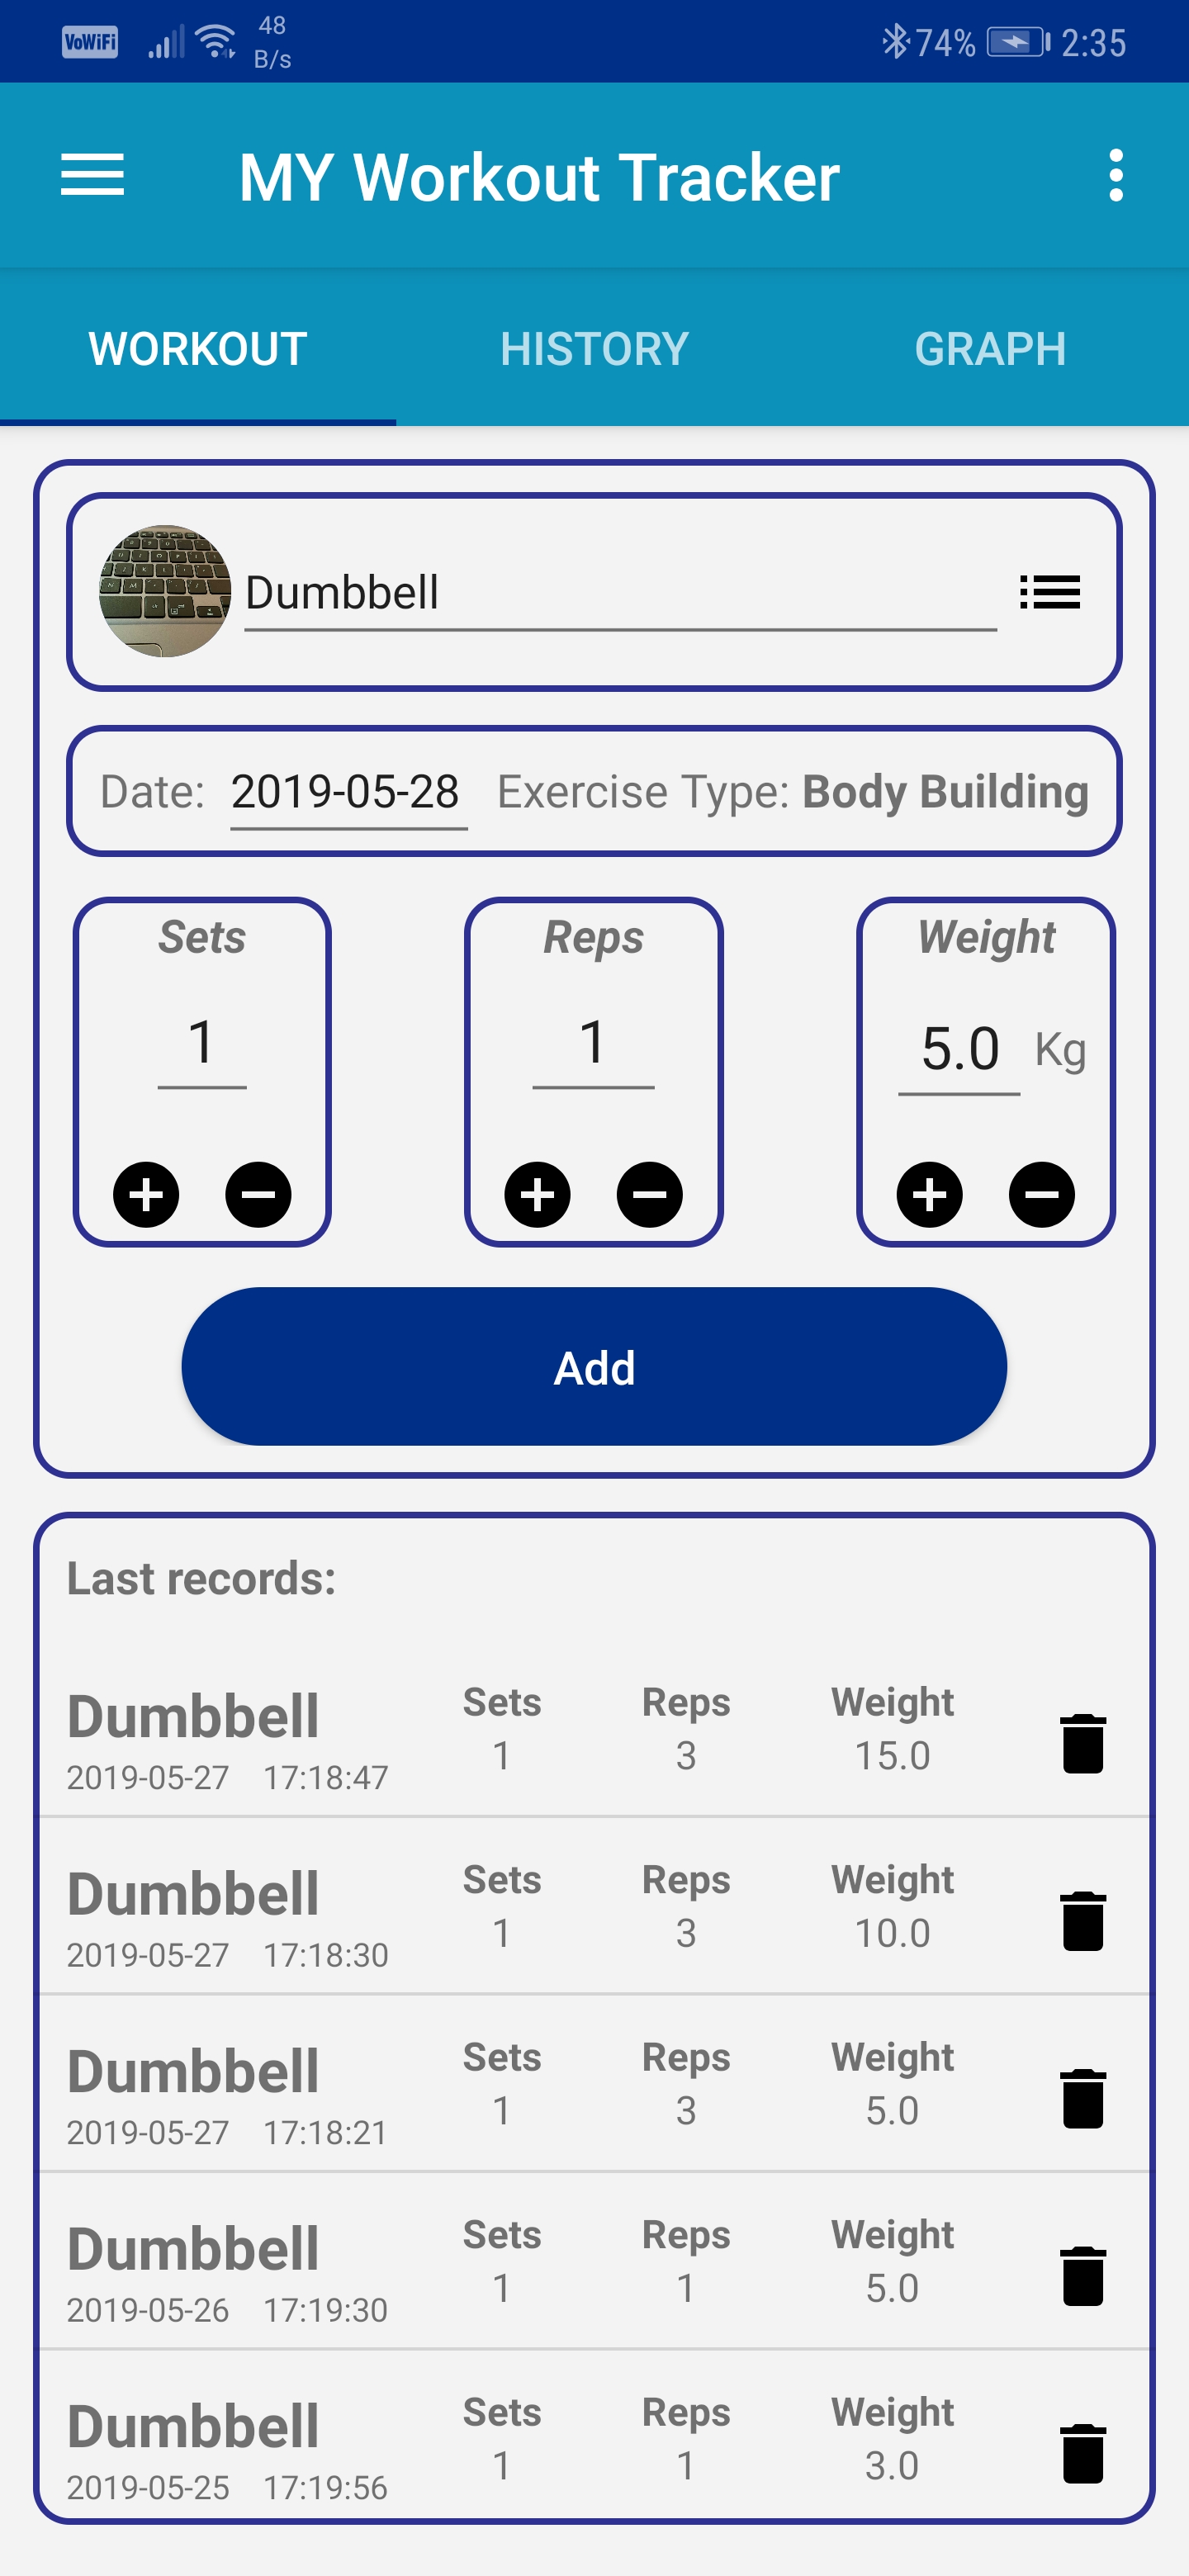 VoWiFi 48 B/s 74% 2:35
MY Workout Tracker
WORKOUT HISTORY GRAPH
Dumbbell
Date: 2019-05-28 Exercise Type: Body Building
Sets Reps Weight
1 1 5.0 Kg
Add
Last records:
Dumbbell Sets Reps Weight
2019-05-27 17:18:47 1 3 15.0
Dumbbell Sets Reps Weight
2019-05-27 17:18:30 1 3 10.0
Dumbbell Sets Reps Weight
2019-05-27 17:18:21 1 3 5.0
Dumbbell Sets Reps Weight
2019-05-26 17:19:30 1 1 5.0
Dumbbell Sets Reps Weight
2019-05-25 17:19:56 1 1 3.0